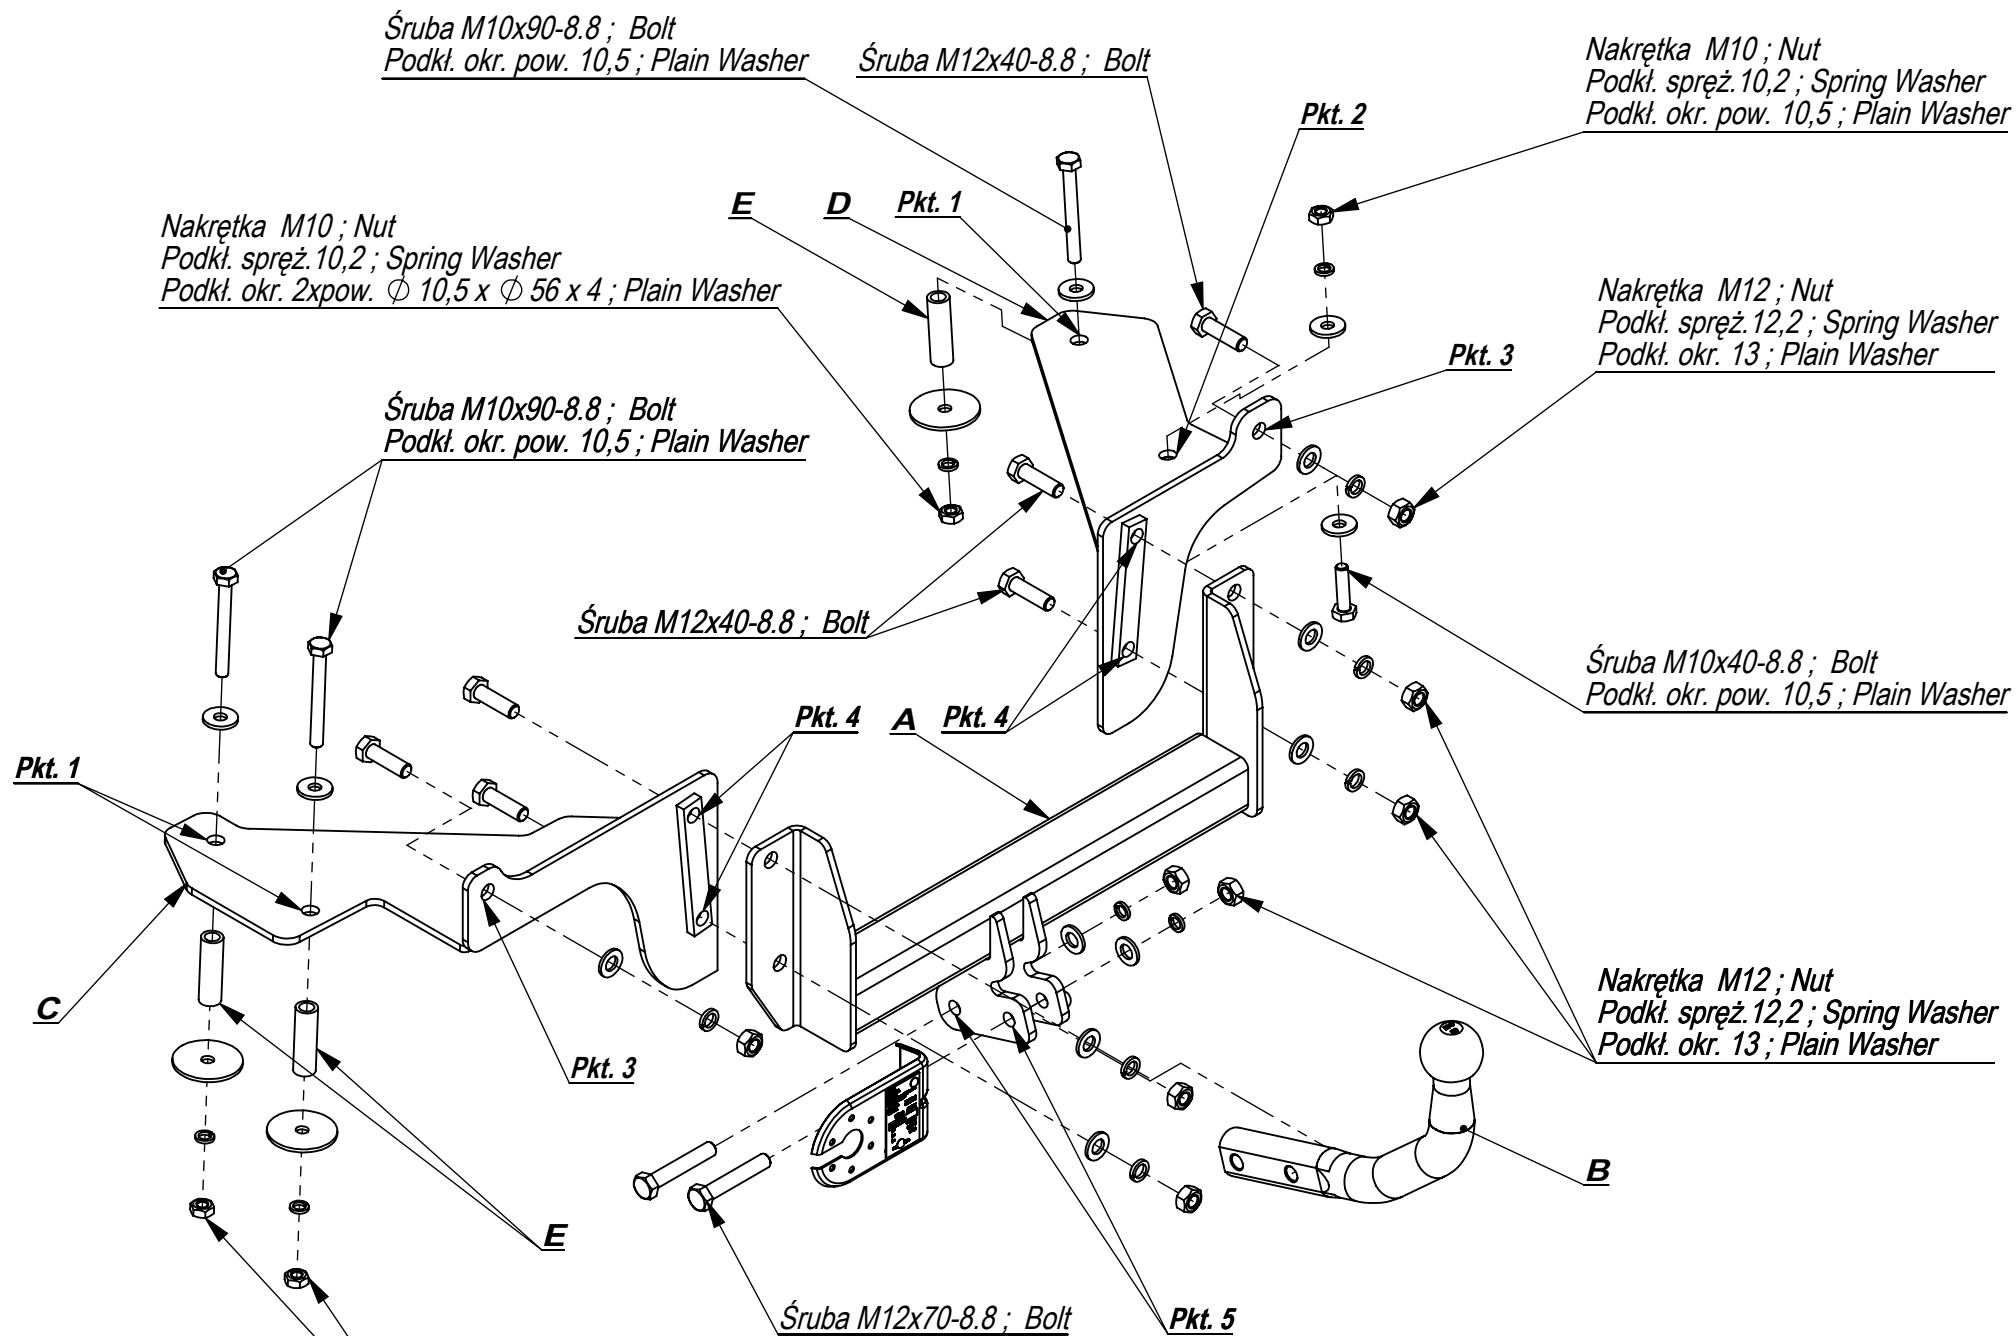 Śruba M10x90-8.8 ; Bolt
Podkł. okr. pow. 10,5 ; Plain Washer
Śruba M12x40-8.8 ; Bolt
Nakrętka M10 ; Nut
Podkł. spręż.10,2 ; Spring Washer
Podkł. okr. pow. 10,5 ; Plain Washer
Pkt. 2
E
D
Pkt. 1
Nakrętka M10 ; Nut
Podkł. spręż.10,2 ; Spring Washer
Podkł. okr. 2xpow. ∅ 10,5 x ∅ 56 x 4 ; Plain Washer
Nakrętka M12 ; Nut
Podkł. spręż.12,2 ; Spring Washer
Podkł. okr. 13 ; Plain Washer
Pkt. 3
Śruba M10x90-8.8 ; Bolt
Podkł. okr. pow. 10,5 ; Plain Washer
Śruba M12x40-8.8 ; Bolt
Śruba M10x40-8.8 ; Bolt
Podkł. okr. pow. 10,5 ; Plain Washer
Pkt. 4
A
Pkt. 4
Pkt. 1
C
Pkt. 3
Nakrętka M12 ; Nut
Podkł. spręż.12,2 ; Spring Washer
Podkł. okr. 13 ; Plain Washer
B
E
Śruba M12x70-8.8 ; Bolt
Pkt. 5